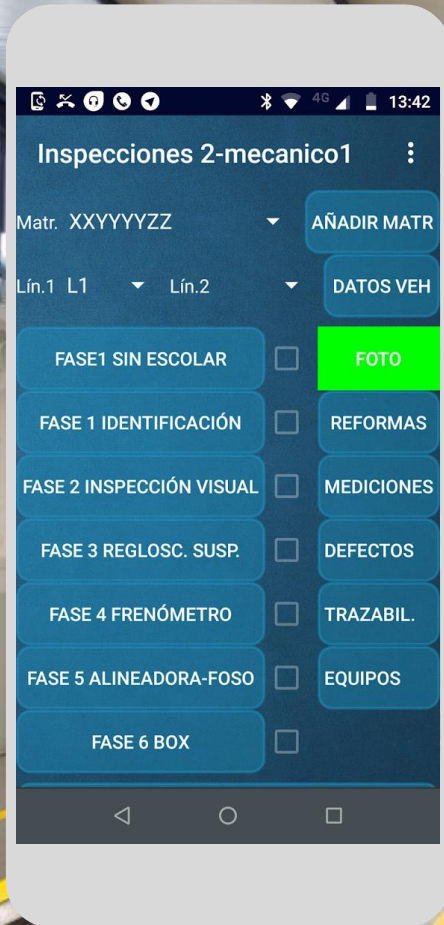 4G 13:42
Inspecciones 2-mecanico1
Matr. XXYYYYZZ AÑADIR MATR
Lín.1 L1 Lín.2 DATOS VEH
FASE1 SIN ESCOLAR FOTO
FASE 1 IDENTIFICACIÓN REFORMAS
FASE 2 INSPECCIÓN VISUAL MEDICIONES
FASE 3 REGLOSC. SUSP. DEFECTOS
FASE 4 FRENÓMETRO TRAZABIL.
FASE 5 ALINEADORA-FOSO EQUIPOS
FASE 6 BOX